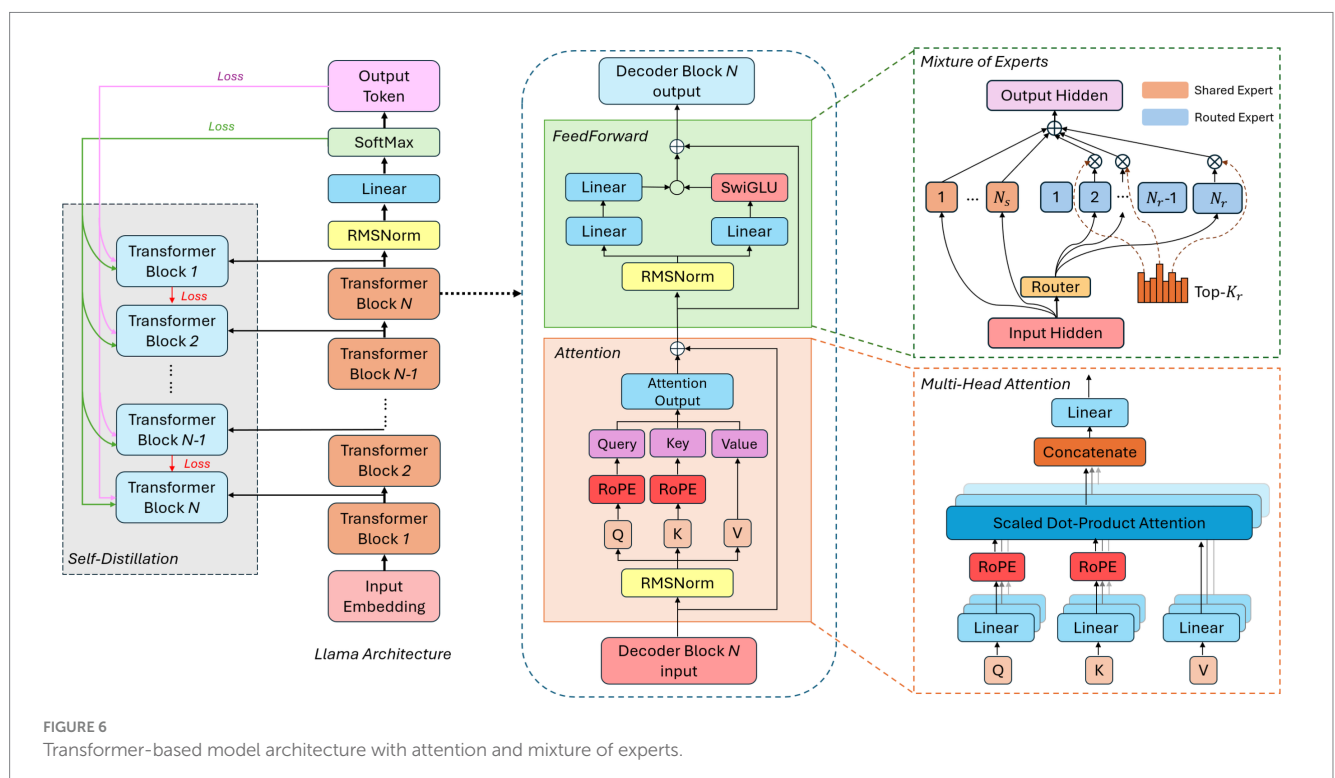 Loss
Output
Token
Loss
SoftMax
Linear
RMSNorm
Transformer
Block 1
Loss
Transformer
Block 2
Transformer
Block N-1
Loss
Transformer
Block N
Self-Distillation
Transformer
Block N
Transformer
Block N-1
Transformer
Block 2
Transformer
Block 1
Input
Embedding
Llama Architecture
Decoder Block N
output
FeedForward
Linear
SwiGLU
Linear
Linear
RMSNorm
Attention
Attention
Output
Query
Key
Value
RoPE
RoPE
Q
K
V
RMSNorm
Decoder Block N
input
Mixture of Experts
Output Hidden
Shared Expert
Routed Expert
1
...
Nₛ
1
2
...
Nᵣ-1
Nᵣ
Router
Top-Kᵣ
Input Hidden
Multi-Head Attention
Linear
Concatenate
Scaled Dot-Product Attention
RoPE
RoPE
Linear
Linear
Linear
Q
K
V
FIGURE 6
Transformer-based model architecture with attention and mixture of experts.